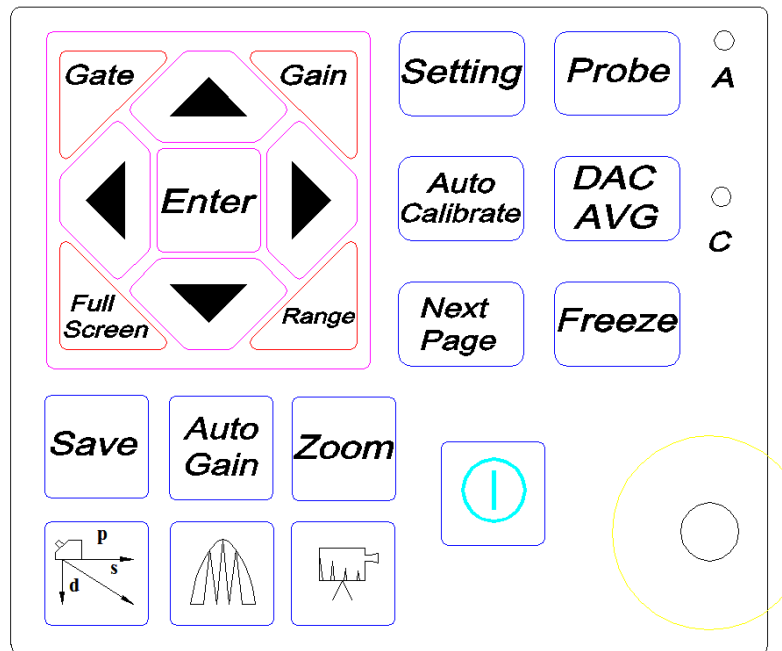 Gate
Gain
Enter
Full
Screen
Range
Setting
Probe
A
Auto
Calibrate
DAC
AVG
C
Next
Page
Freeze
Save
Auto
Gain
Zoom
p
s
d